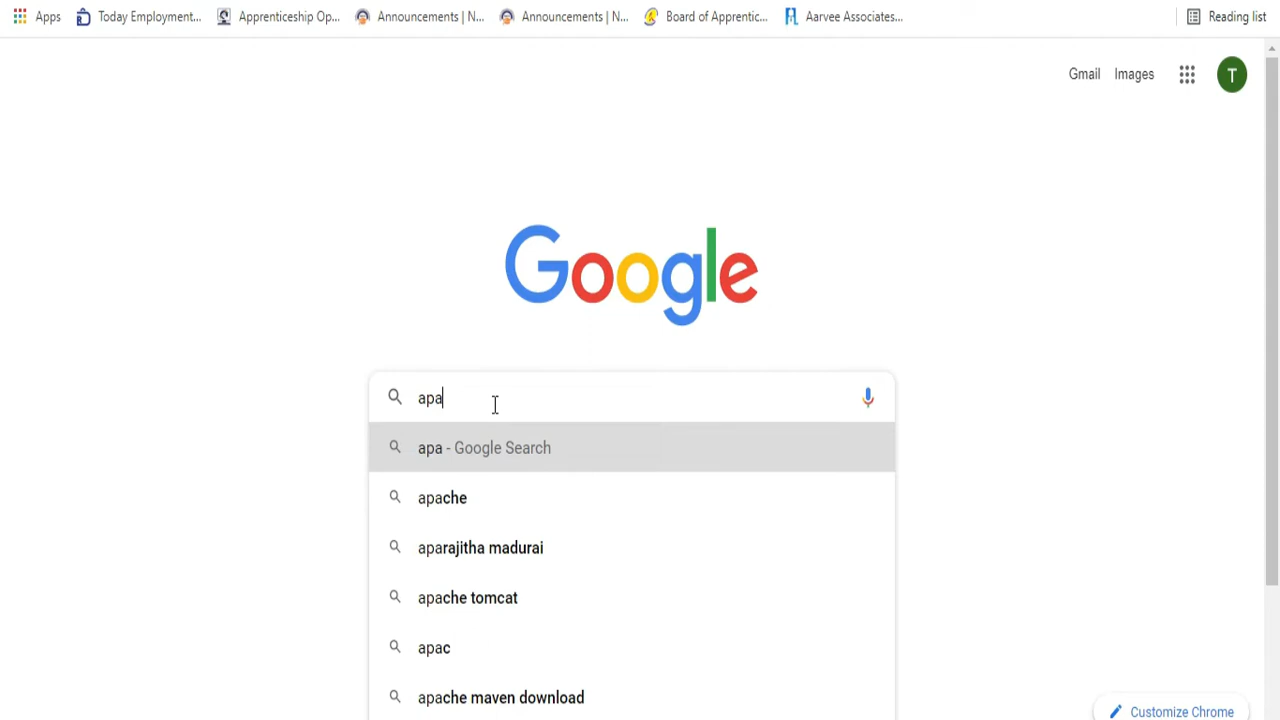 Apps Today Employment... Apprenticeship Op... Announcements | N... Announcements | N... Board of Apprentic... Aarvee Associates... Reading list
Gmail Images T
Google
apa
apa - Google Search
apache
aparajitha madurai
apache tomcat
apac
apache maven download
Customize Chrome